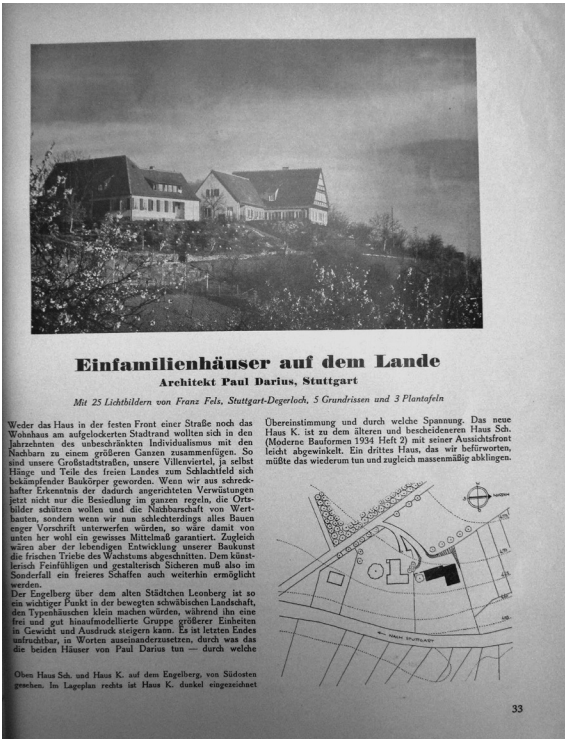 Einfamilienhäuser auf dem Lande
Architekt Paul Darius, Stuttgart
Mit 25 Lichtbildern von Franz Fels, Stuttgart-Degerloch, 5 Grundrissen und 3 Plantafeln
Weder das Haus in der festen Front einer Straße noch das
Wohnhaus am aufgelockerten Stadtrand wollten sich in den
Jahrzehnten des unbeschränkten Individualismus mit den
Nachbarn zu einem größeren Ganzen zusammenfügen. So
sind unsere Großstadtstraßen, unsere Villenviertel, ja selbst
Hänge und Teile des freien Landes zum Schlachtfeld sich
bekämpfender Baukörper geworden. Wenn wir aus schreck-
hafter Erkenntnis der dadurch angerichteten Verwüstungen
jetzt nicht nur die Besiedlung im ganzen regeln, die Orts-
bilder schützen wollen und die Nachbarschaft von Wert-
bauten, sondern wenn wir nun schlechterdings alles Bauen
enger Vorschrift unterwerfen würden, so wäre damit von
unten her wohl ein gewisses Mittelmaß garantiert. Zugleich
wären aber der lebendigen Entwicklung unserer Baukunst
die frischen Triebe des Wachstums abgeschnitten. Dem künst-
lerisch Feinfühligen und gestalterisch Sicheren muß also im
Sonderfall ein freieres Schaffen auch weiterhin ermöglicht
werden.
Der Engelberg über dem alten Städtchen Leonberg ist so
ein wichtiger Punkt in der bewegten schwäbischen Landschaft,
den Typenhäuschen klein machen würden, während ihn eine
frei und gut hinaufmodellierte Gruppe größerer Einheiten
in Gewicht und Ausdruck steigern kann. Es ist letzten Endes
unfruchtbar, in Worten auseinanderzusetzen, durch was das
die beiden Häuser von Paul Darius tun — durch welche
Übereinstimmung und durch welche Spannung. Das neue
Haus K. ist zu dem älteren und bescheideneren Haus Sch.
(Moderne Bauformen 1934 Heft 2) mit seiner Aussichtsfront
leicht abgewinkelt. Ein drittes Haus, das wir befürworten,
müßte das wiederum tun und zugleich massenmäßig abklingen.
NORDEN
NACH STUTTGART
Oben Haus Sch. und Haus K. auf dem Engelberg, von Südosten
gesehen. Im Lageplan rechts ist Haus K. dunkel eingezeichnet
33